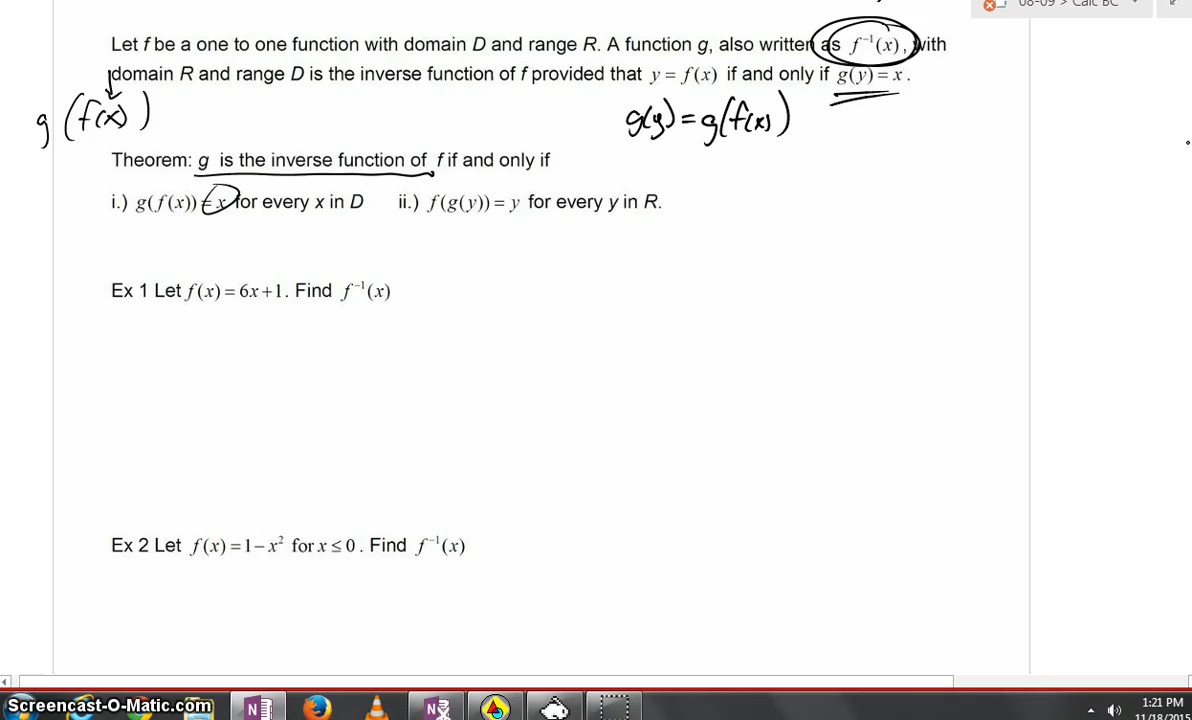 08-09 > Calc BC
Let f be a one to one function with domain D and range R. A function g, also written as f⁻¹(x), with
domain R and range D is the inverse function of f provided that y = f(x) if and only if g(y) = x.
g(f(x))
g(y) = g(f(x))
Theorem: g is the inverse function of f if and only if
i.) g(f(x)) = x for every x in D ii.) f(g(y)) = y for every y in R.
Ex 1 Let f(x) = 6x+1. Find f⁻¹(x)
Ex 2 Let f(x) = 1−x² for x ≤ 0. Find f⁻¹(x)
Screencast-O-Matic.com
1:21 PM